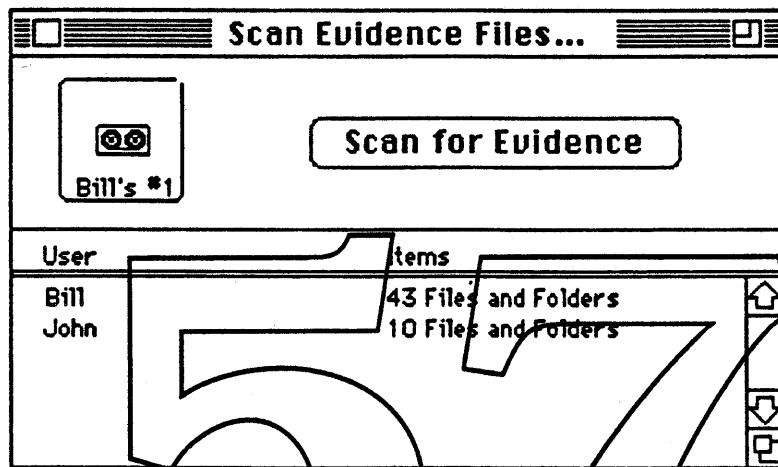 Scan Evidence Files...
Scan for Evidence
Bill's #1
User Items
Bill 43 Files and Folders
John 10 Files and Folders
57